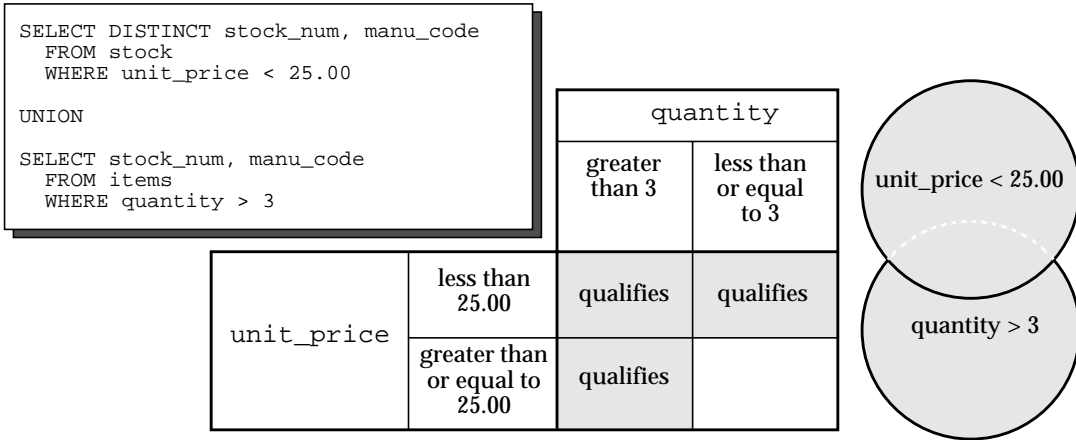 SELECT DISTINCT stock_num, manu_code
FROM stock
WHERE unit_price < 25.00
UNION
SELECT stock_num, manu_code
FROM items
WHERE quantity > 3
quantity
greater
than 3
less than
or equal
to 3
unit_price
less than
25.00
qualifies
qualifies
greater than
or equal to
25.00
qualifies
unit_price < 25.00
quantity > 3